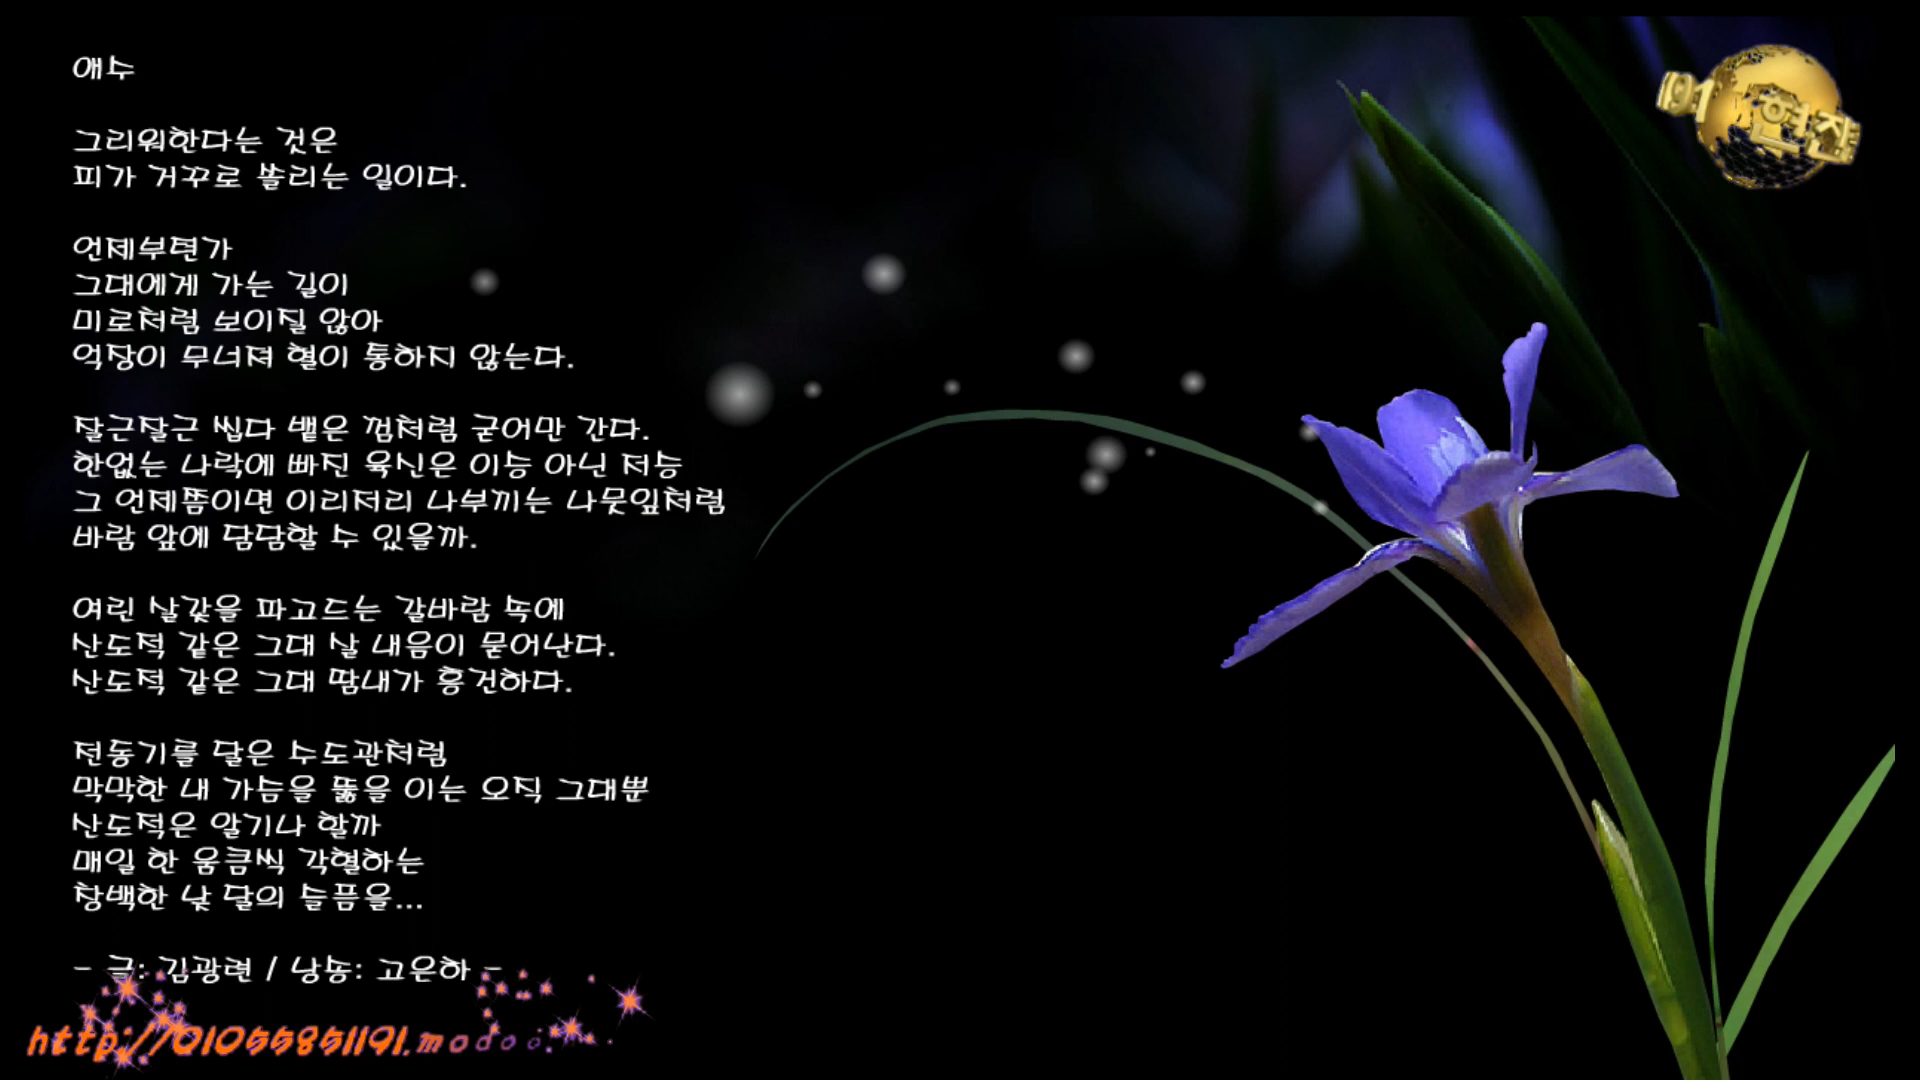 애수
그리워한다는 것은
피가 거꾸로 쏠리는 일이다.
언제부턴가
그대에게 가는 길이
미로처럼 보이질 않아
억장이 무너져 혈이 통하지 않는다.
잘근잘근 씹다 뱉은 껌처럼 굳어만 간다.
한없는 나락에 빠진 육신은 이승 아닌 저승
그 언제쯤이면 이리저리 나부끼는 나뭇잎처럼
바람 앞에 담담할 수 있을까.
여린 살갗을 파고드는 갈바람 속에
산도적 같은 그대 살 내음이 묻어난다.
산도적 같은 그대 땀내가 흥건하다.
전동기를 달은 수도관처럼
막막한 내 가슴을 뚫을 이는 오직 그대뿐
산도적은 알기나 할까
매일 한 움큼씩 각혈하는
창백한 낮 달의 슬픔을...
- 글: 김광련 / 낭송: 고은하 -
http://01055851191.modoo.
현진